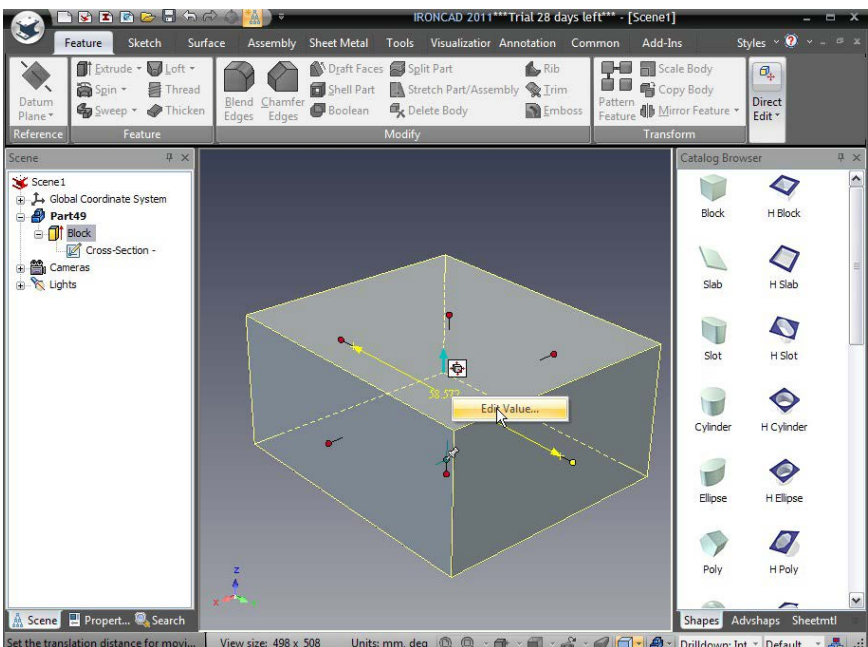 IRONCAD 2011***Trial 28 days left*** - [Scene1]
Feature Sketch Surface Assembly Sheet Metal Tools Visualization Annotation Common Add-Ins Styles
Extrude Loft Draft Faces Split Part Rib Scale Body
Spin Thread Shell Part Stretch Part/Assembly Trim Copy Body
Sweep Thicken Boolean Delete Body Emboss Mirror Feature
Datum Plane
Blend Edges
Chamfer Edges
Pattern Feature
Direct Edit
Reference Feature Modify Transform
Scene
Scene1
Global Coordinate System
Part49
Block
Cross-Section -
Cameras
Lights
58.572
Edit Value...
z
x
Catalog Browser
Block H Block
Slab H Slab
Slot H Slot
Cylinder H Cylinder
Ellipse H Ellipse
Poly H Poly
Scene Propert... Search
Shapes Advshaps Sheetmtl
Set the translation distance for movi... View size: 498 x 508 Units: mm, deg Drilldown: Int Default